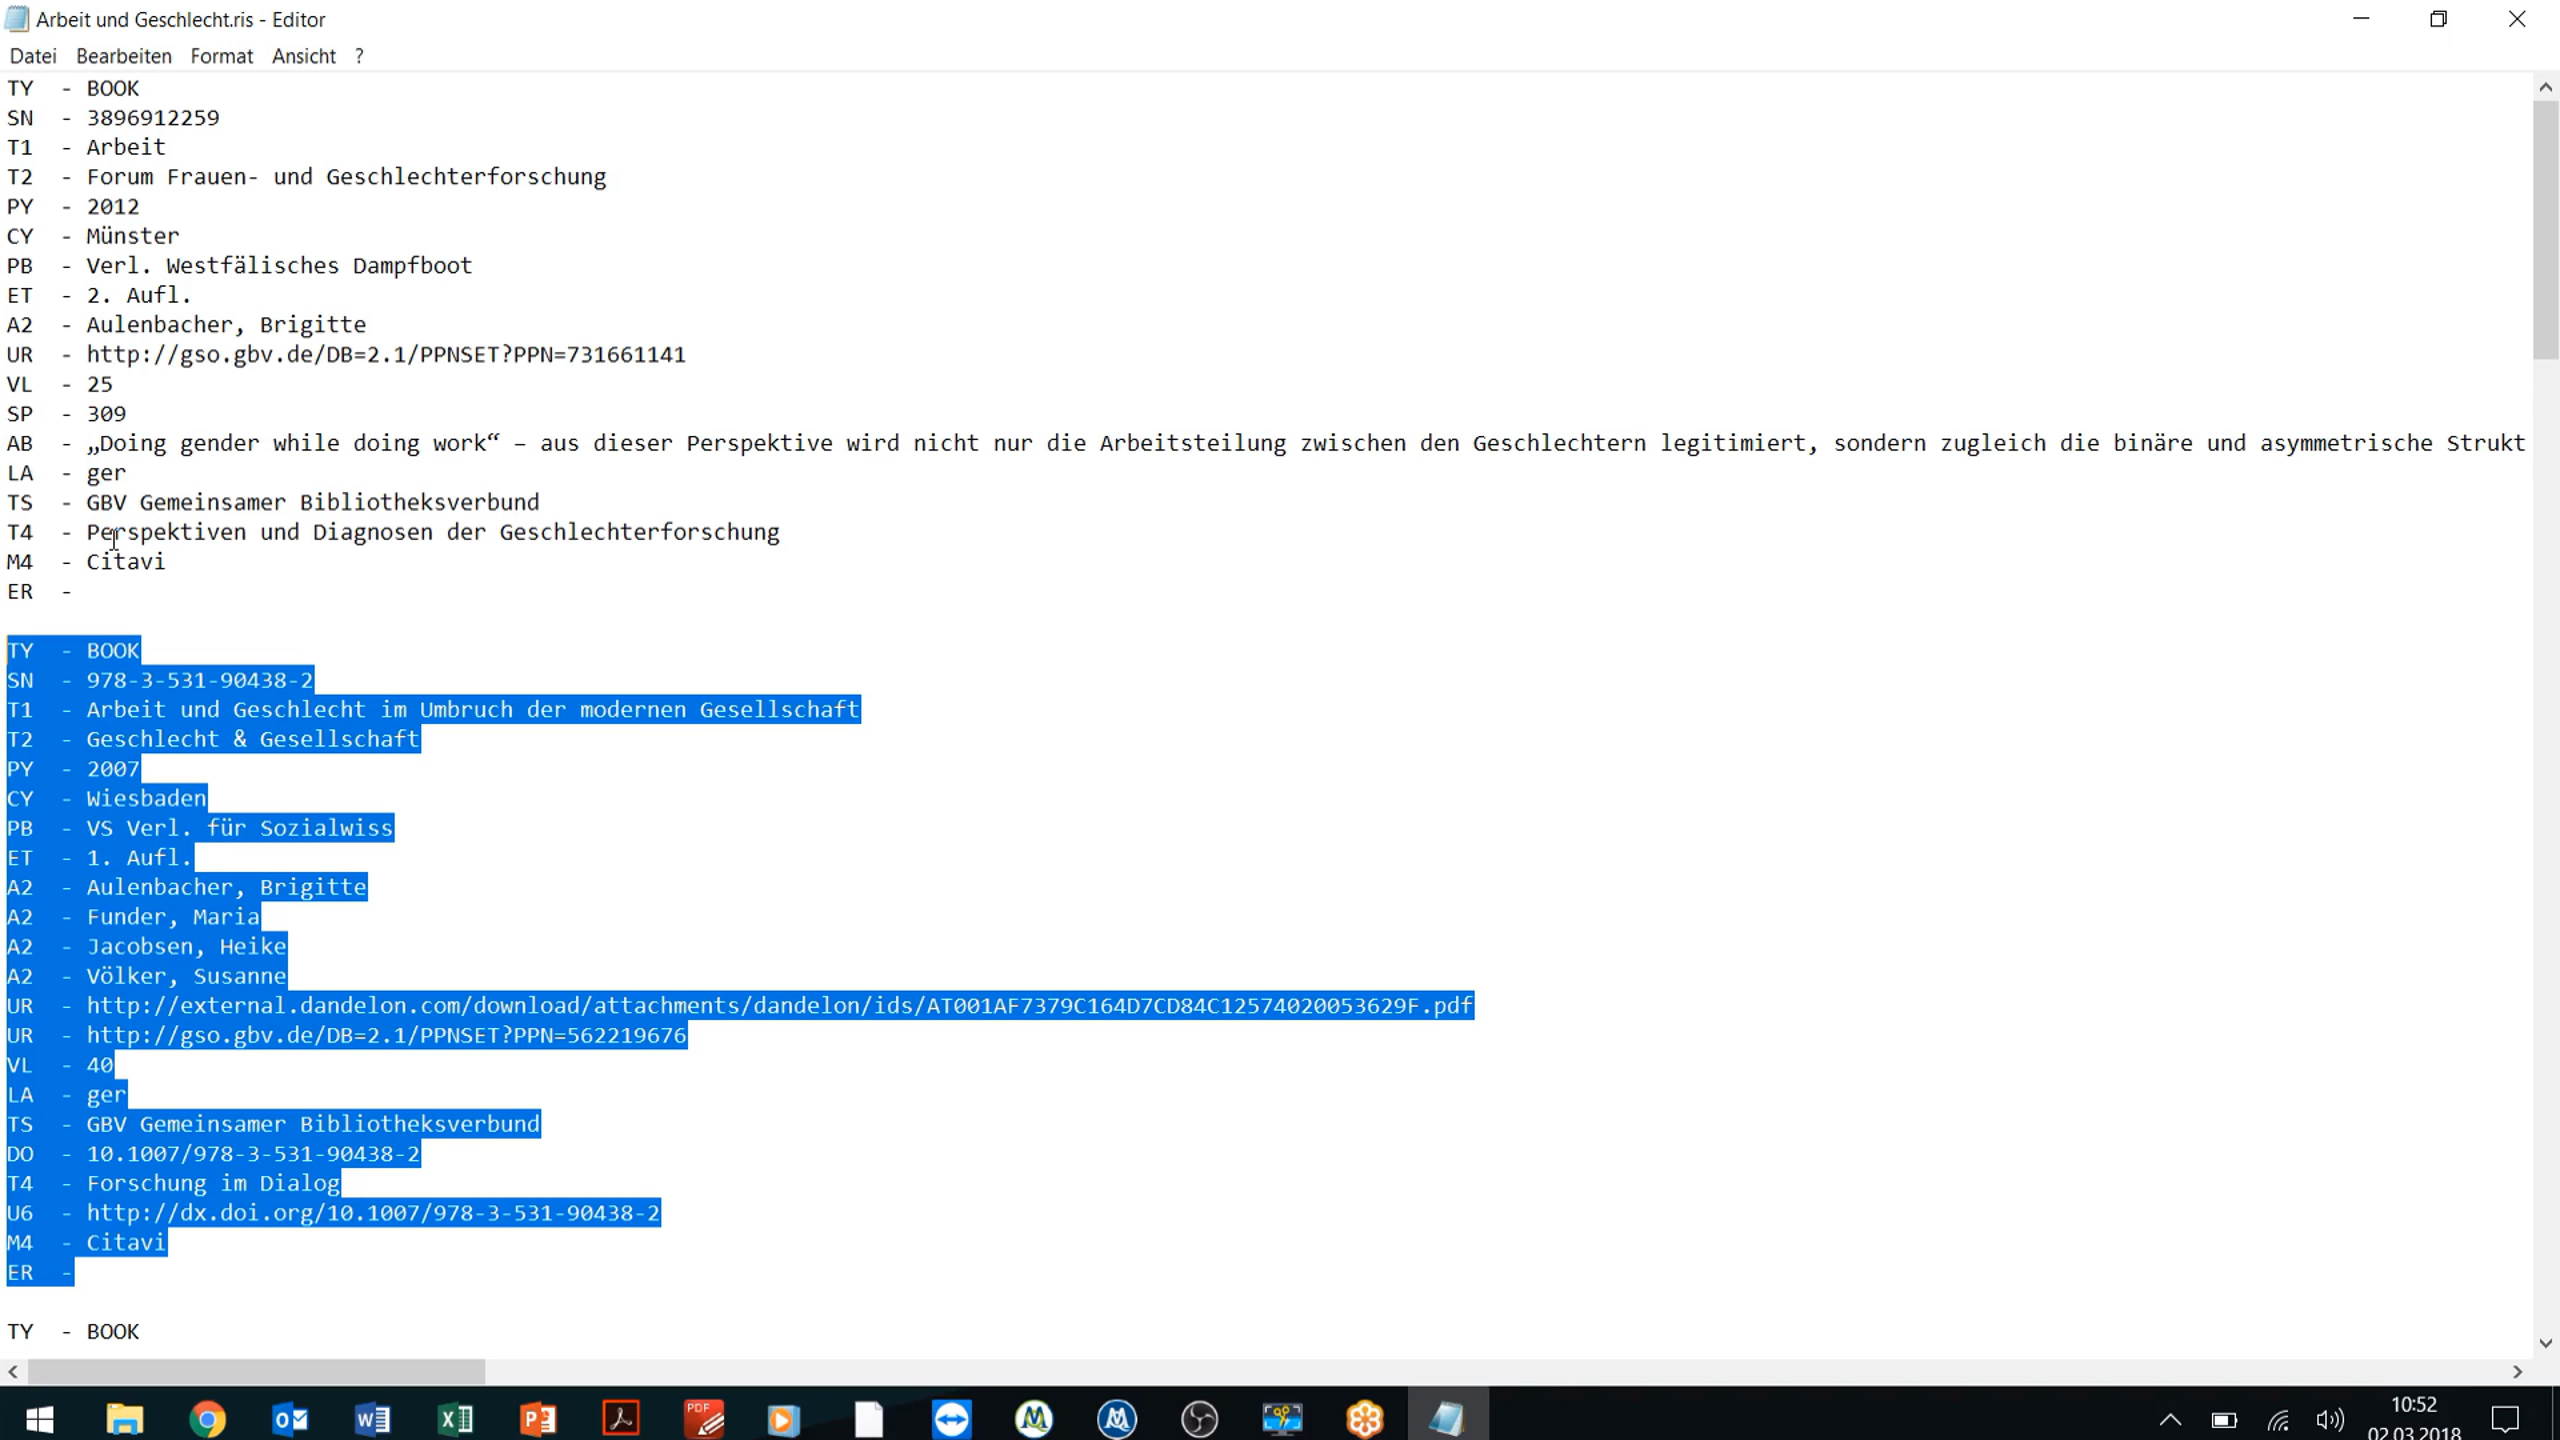 Arbeit und Geschlecht.ris - Editor
Datei Bearbeiten Format Ansicht ?
TY - BOOK
SN - 3896912259
T1 - Arbeit
T2 - Forum Frauen- und Geschlechterforschung
PY - 2012
CY - Münster
PB - Verl. Westfälisches Dampfboot
ET - 2. Aufl.
A2 - Aulenbacher, Brigitte
UR - http://gso.gbv.de/DB=2.1/PPNSET?PPN=731661141
VL - 25
SP - 309
AB - „Doing gender while doing work“ – aus dieser Perspektive wird nicht nur die Arbeitsteilung zwischen den Geschlechtern legitimiert, sondern zugleich die binäre und asymmetrische Strukt
LA - ger
TS - GBV Gemeinsamer Bibliotheksverbund
T4 - Perspektiven und Diagnosen der Geschlechterforschung
M4 - Citavi
ER -
TY - BOOK
SN - 978-3-531-90438-2
T1 - Arbeit und Geschlecht im Umbruch der modernen Gesellschaft
T2 - Geschlecht & Gesellschaft
PY - 2007
CY - Wiesbaden
PB - VS Verl. für Sozialwiss
ET - 1. Aufl.
A2 - Aulenbacher, Brigitte
A2 - Funder, Maria
A2 - Jacobsen, Heike
A2 - Völker, Susanne
UR - http://external.dandelon.com/download/attachments/dandelon/ids/AT001AF7379C164D7CD84C12574020053629F.pdf
UR - http://gso.gbv.de/DB=2.1/PPNSET?PPN=562219676
VL - 40
LA - ger
TS - GBV Gemeinsamer Bibliotheksverbund
DO - 10.1007/978-3-531-90438-2
T4 - Forschung im Dialog
U6 - http://dx.doi.org/10.1007/978-3-531-90438-2
M4 - Citavi
ER -
TY - BOOK
PDF
10:52
02.03.2018